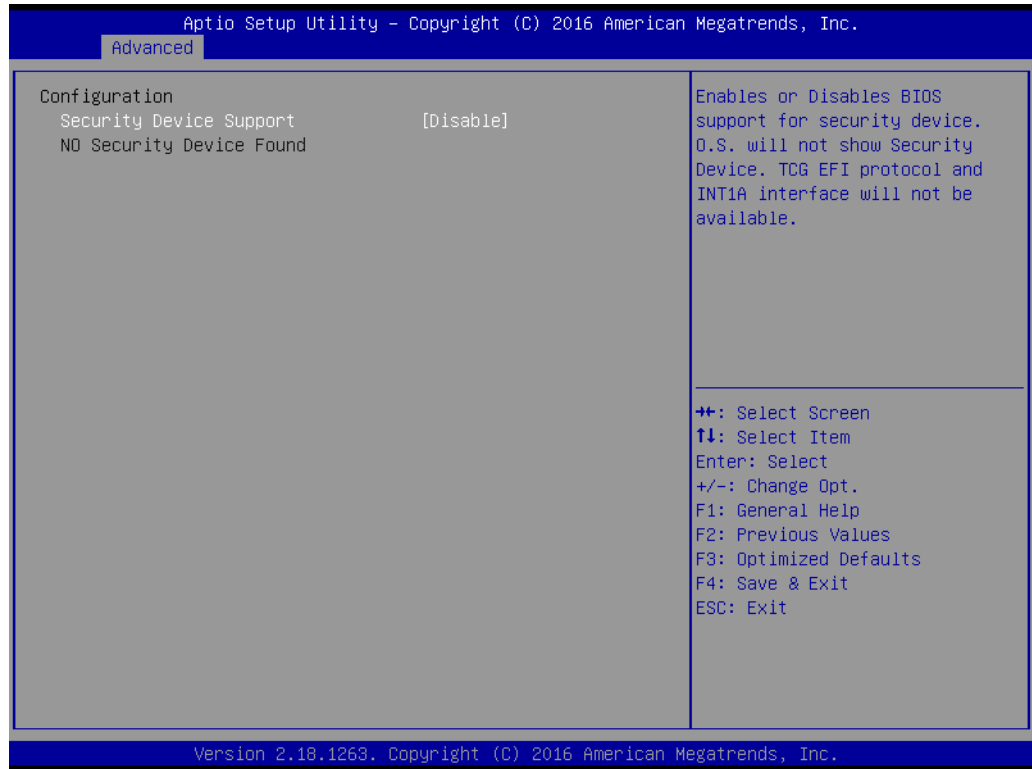 Aptio Setup Utility – Copyright (C) 2016 American Megatrends, Inc.
Advanced
Configuration
Security Device Support [Disable]
NO Security Device Found
Enables or Disables BIOS
support for security device.
O.S. will not show Security
Device. TCG EFI protocol and
INT1A interface will not be
available.
→←: Select Screen
↑↓: Select Item
Enter: Select
+/-: Change Opt.
F1: General Help
F2: Previous Values
F3: Optimized Defaults
F4: Save & Exit
ESC: Exit
Version 2.18.1263. Copyright (C) 2016 American Megatrends, Inc.